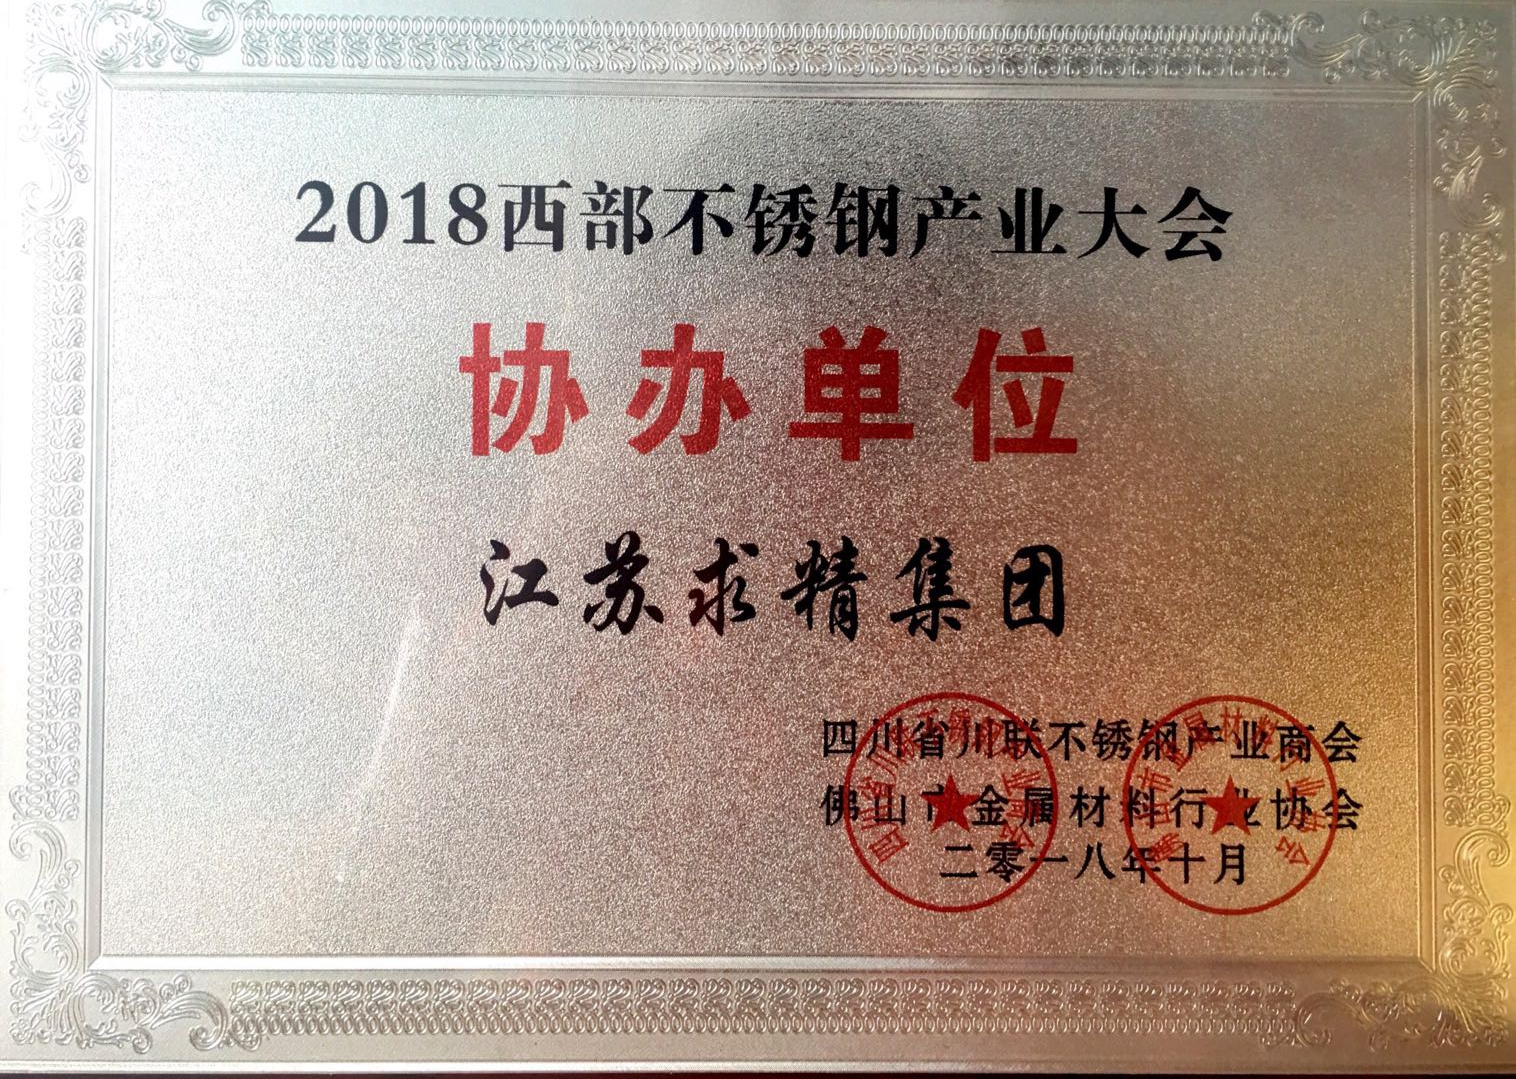 2018西部不锈钢产业大会
协办单位
江苏求精集团
四川省川联不锈钢产业商会
佛山市金属材料行业协会
二零一八年十月